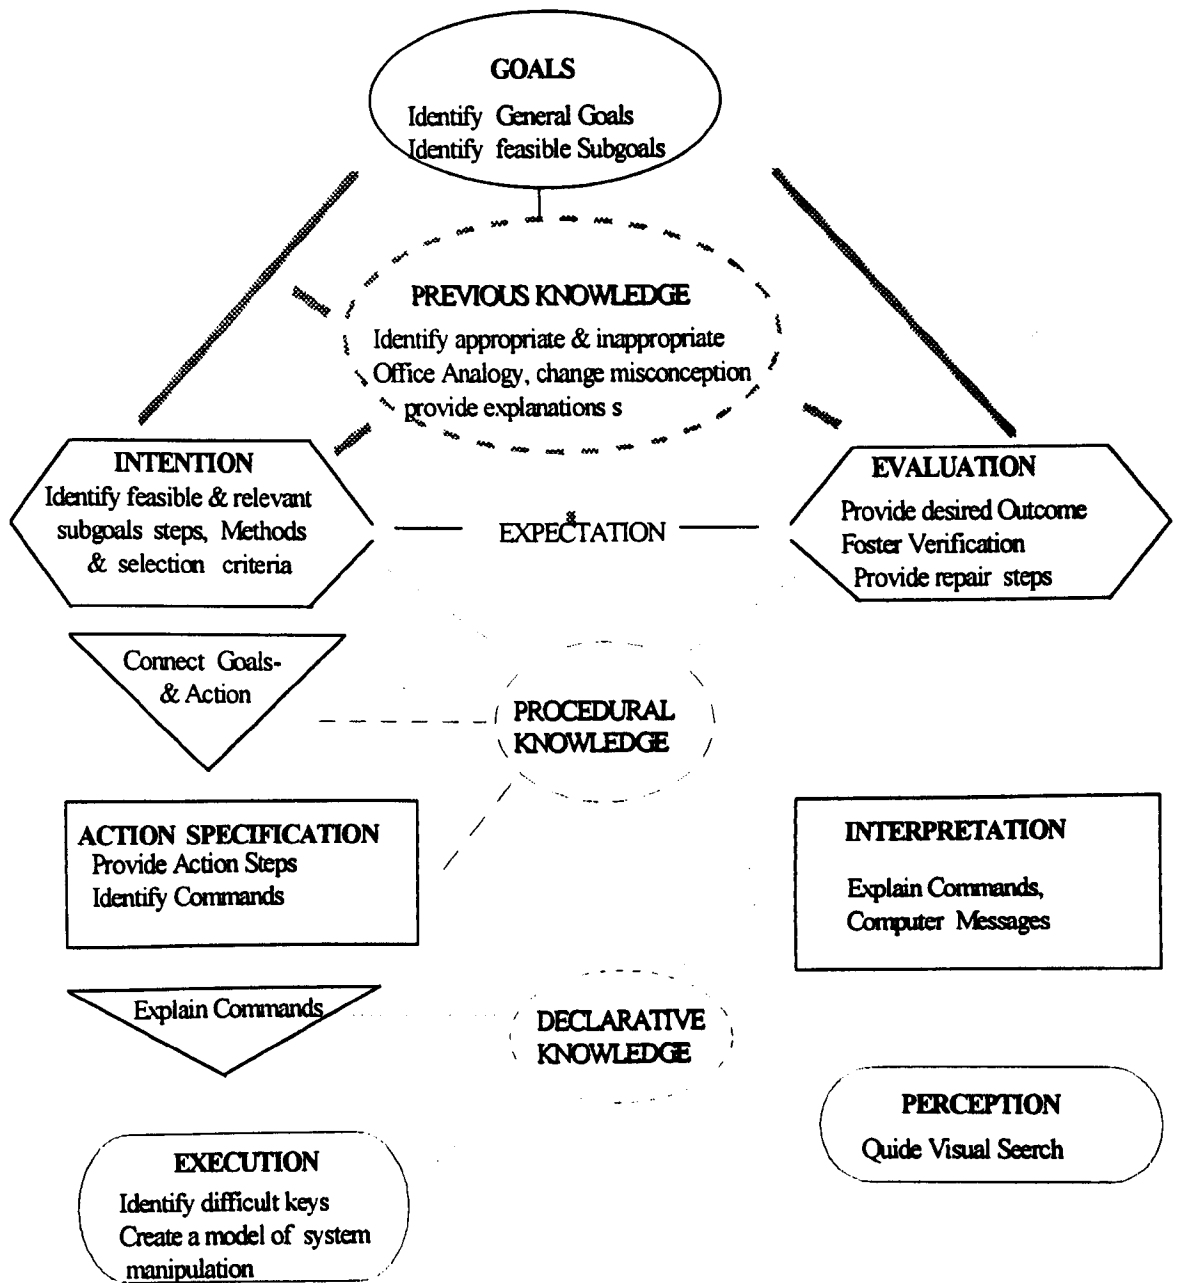 GOALS
Identify General Goals
Identify feasible Subgoals
PREVIOUS KNOWLEDGE
Identify appropriate & inappropriate
Office Analogy, change misconception
provide explanations s
INTENTION
Identify feasible & relevant
subgoals steps, Methods
& selection criteria
EXPECTATION
EVALUATION
Provide desired Outcome
Foster Verification
Provide repair steps
Connect Goals-
& Action
PROCEDURAL
KNOWLEDGE
ACTION SPECIFICATION
Provide Action Steps
Identify Commands
INTERPRETATION
Explain Commands,
Computer Messages
Explain Commands
DECLARATIVE
KNOWLEDGE
PERCEPTION
Quide Visual Seerch
EXECUTION
Identify difficult keys
Create a model of system
manipulation